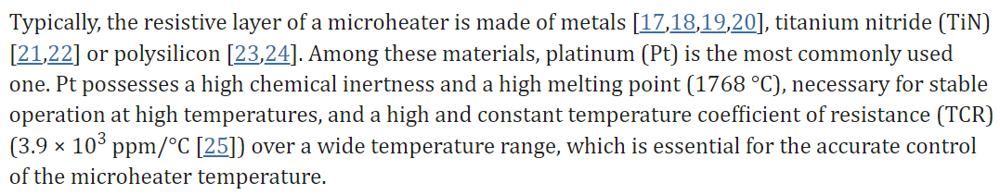 Typically, the resistive layer of a microheater is made of metals [17,18,19,20], titanium nitride (TiN)
[21,22] or polysilicon [23,24]. Among these materials, platinum (Pt) is the most commonly used
one. Pt possesses a high chemical inertness and a high melting point (1768 °C), necessary for stable
operation at high temperatures, and a high and constant temperature coefficient of resistance (TCR)
(3.9 × 10³ ppm/°C [25]) over a wide temperature range, which is essential for the accurate control
of the microheater temperature.